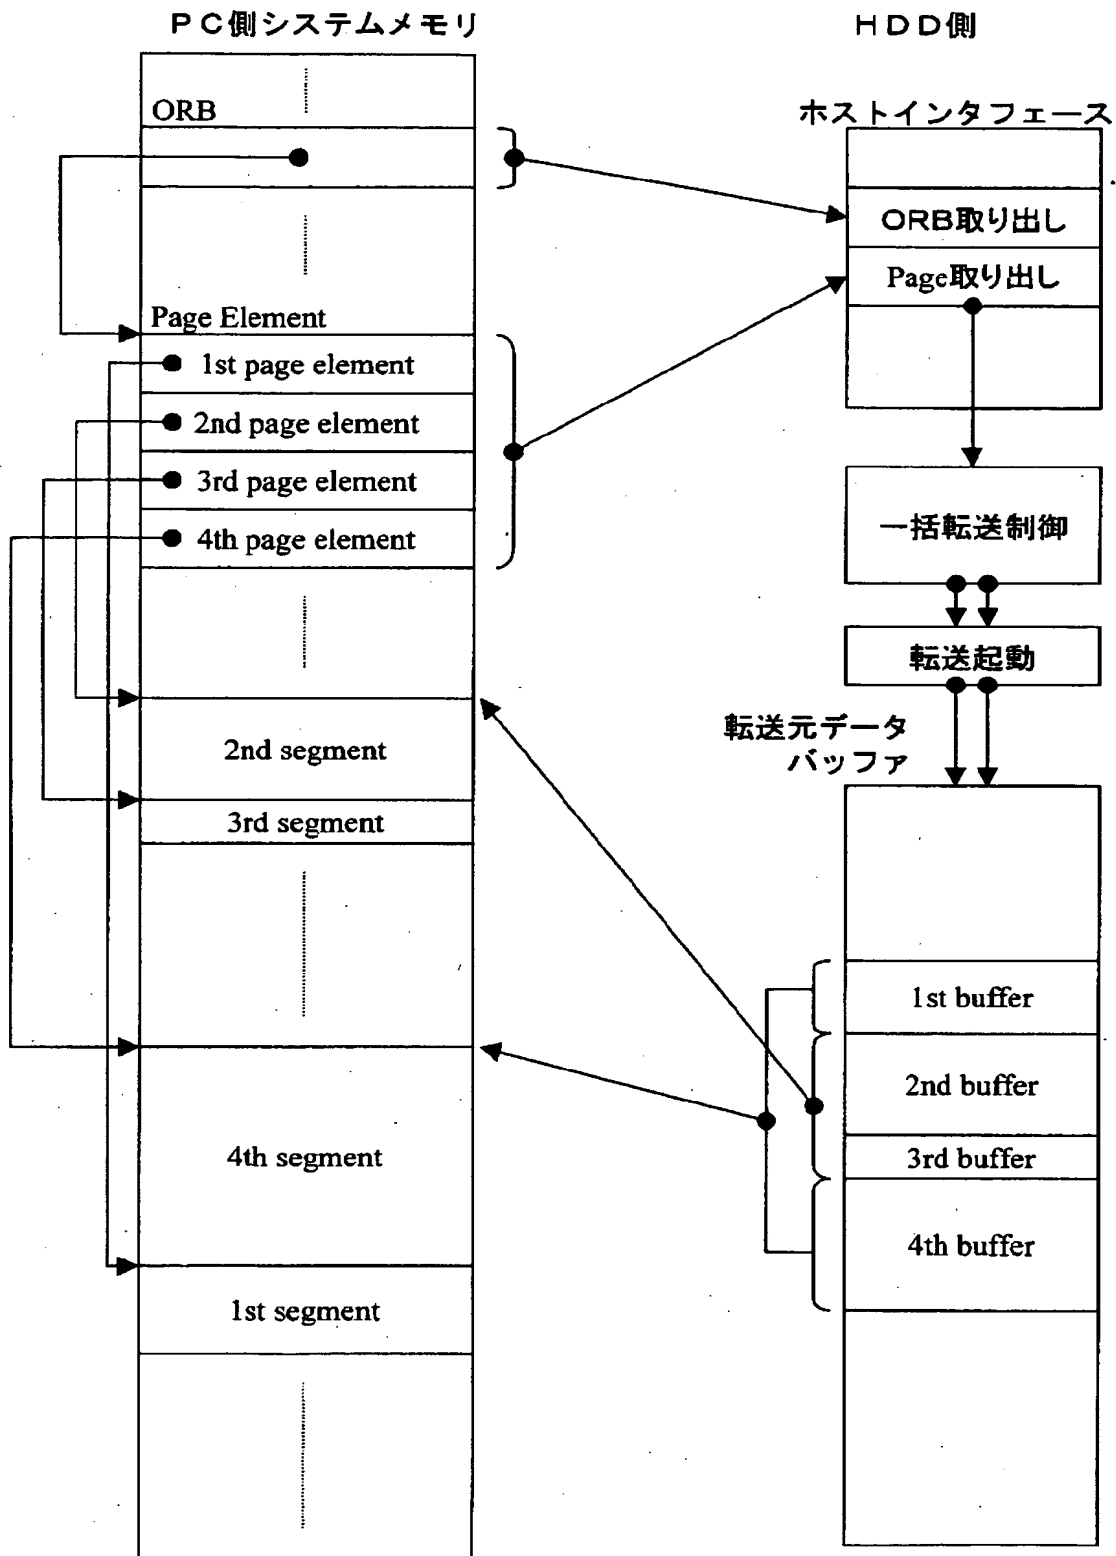 PC側システムメモリ
HDD側
ORB
ホストインタフェース
ORB取り出し
Page取り出し
Page Element
1st page element
2nd page element
3rd page element
4th page element
一括転送制御
転送起動
転送元データ
バッファ
2nd segment
3rd segment
1st buffer
2nd buffer
3rd buffer
4th buffer
4th segment
1st segment